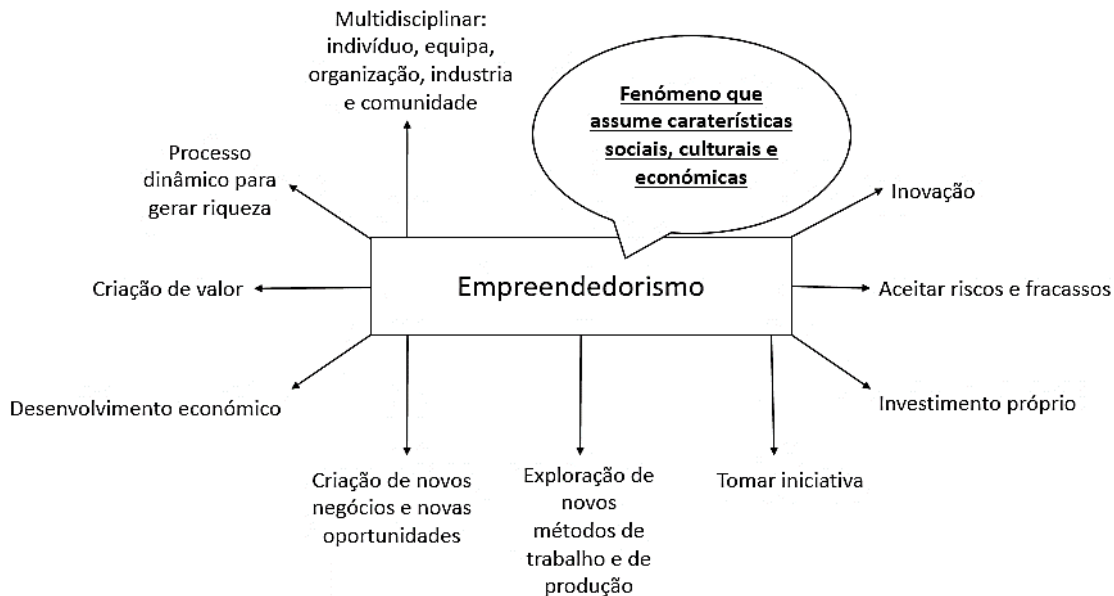 Multidisciplinar:
indivíduo, equipa,
organização, industria
e comunidade
Fenómeno que
assume caraterísticas
sociais, culturais e
económicas
Processo
dinâmico para
gerar riqueza
Inovação
Criação de valor
Empreendedorismo
Aceitar riscos e fracassos
Desenvolvimento económico
Investimento próprio
Criação de novos
negócios e novas
oportunidades
Exploração de
novos
métodos de
trabalho e de
produção
Tomar iniciativa